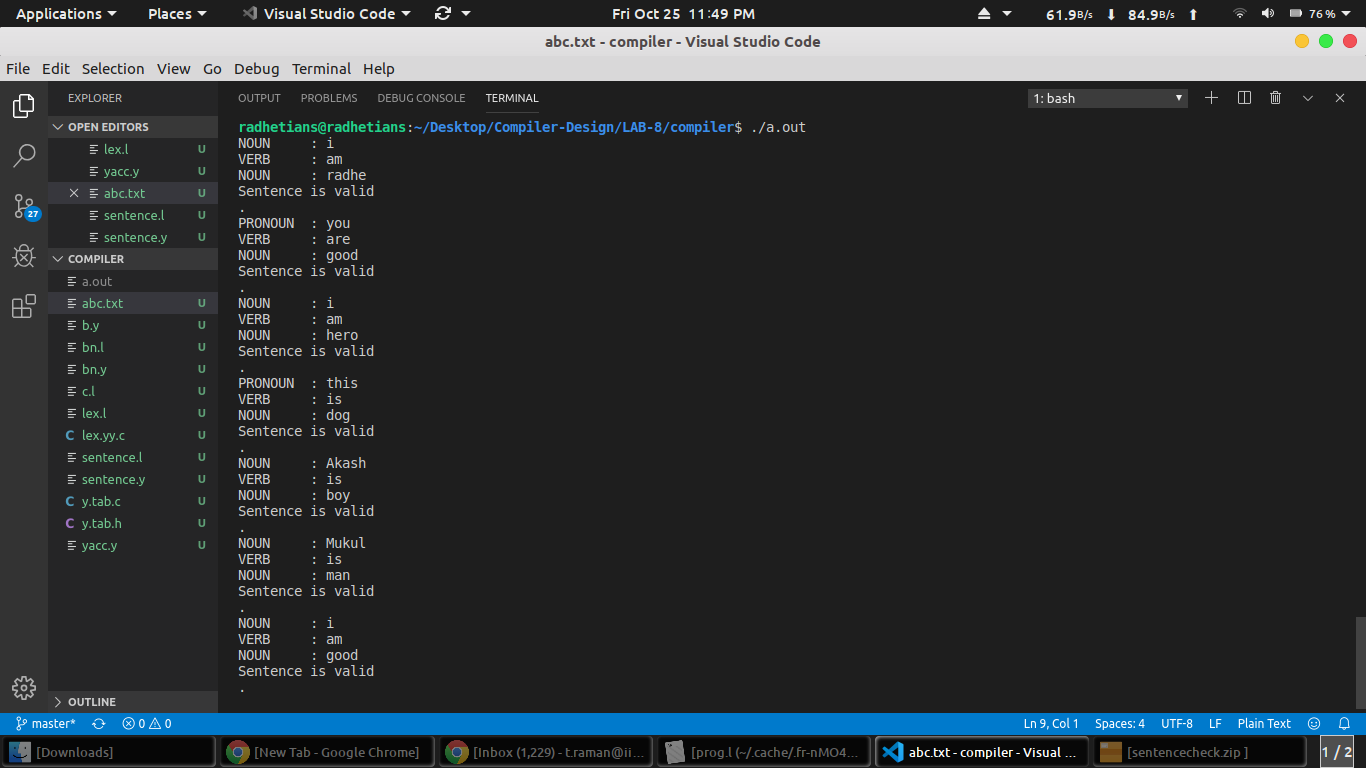 Applications Places Visual Studio Code Fri Oct 25 11:49 PM 61.9B/s 84.9B/s 76%
abc.txt - compiler - Visual Studio Code
File Edit Selection View Go Debug Terminal Help
EXPLORER
OPEN EDITORS
lex.l U
yacc.y U
abc.txt U
sentence.l U
27
sentence.y U
COMPILER
a.out
abc.txt U
b.y U
bn.l U
bn.y U
c.l U
lex.l U
C lex.yy.c U
sentence.l U
sentence.y U
C y.tab.c U
C y.tab.h U
yacc.y U
OUTLINE
OUTPUT PROBLEMS DEBUG CONSOLE TERMINAL 1: bash
radhetians@radhetians:~/Desktop/Compiler-Design/LAB-8/compiler$ ./a.out
NOUN : i
VERB : am
NOUN : radhe
Sentence is valid
.
PRONOUN : you
VERB : are
NOUN : good
Sentence is valid
.
NOUN : i
VERB : am
NOUN : hero
Sentence is valid
.
PRONOUN : this
VERB : is
NOUN : dog
Sentence is valid
.
NOUN : Akash
VERB : is
NOUN : boy
Sentence is valid
.
NOUN : Mukul
VERB : is
NOUN : man
Sentence is valid
.
NOUN : i
VERB : am
NOUN : good
Sentence is valid
.
master* 0 0 Ln 9, Col 1 Spaces: 4 UTF-8 LF Plain Text
[Downloads] [New Tab - Google Chrome] [Inbox (1,229) - t.raman@ii... [prog.l (~/.cache/.fr-nMO4... abc.txt - compiler - Visual ... [sentencecheck.zip ] 1 / 2